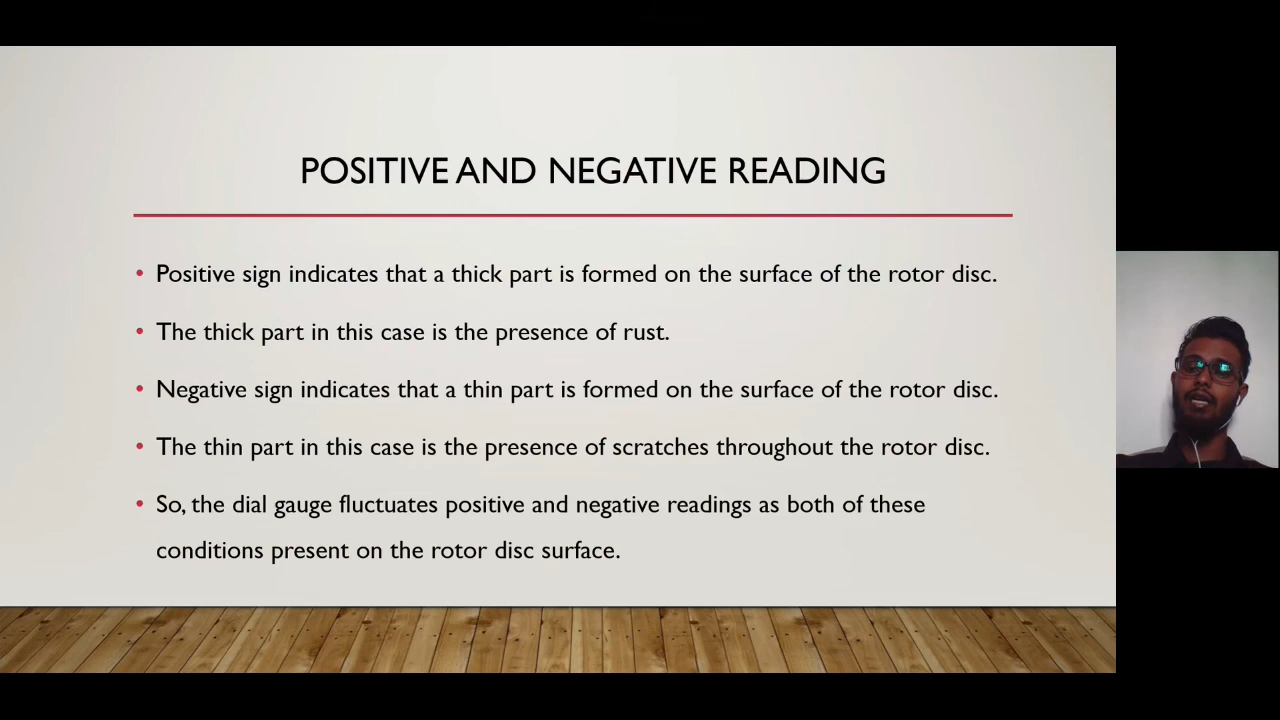 POSITIVE AND NEGATIVE READING
• Positive sign indicates that a thick part is formed on the surface of the rotor disc.
• The thick part in this case is the presence of rust.
• Negative sign indicates that a thin part is formed on the surface of the rotor disc.
• The thin part in this case is the presence of scratches throughout the rotor disc.
• So, the dial gauge fluctuates positive and negative readings as both of these
conditions present on the rotor disc surface.